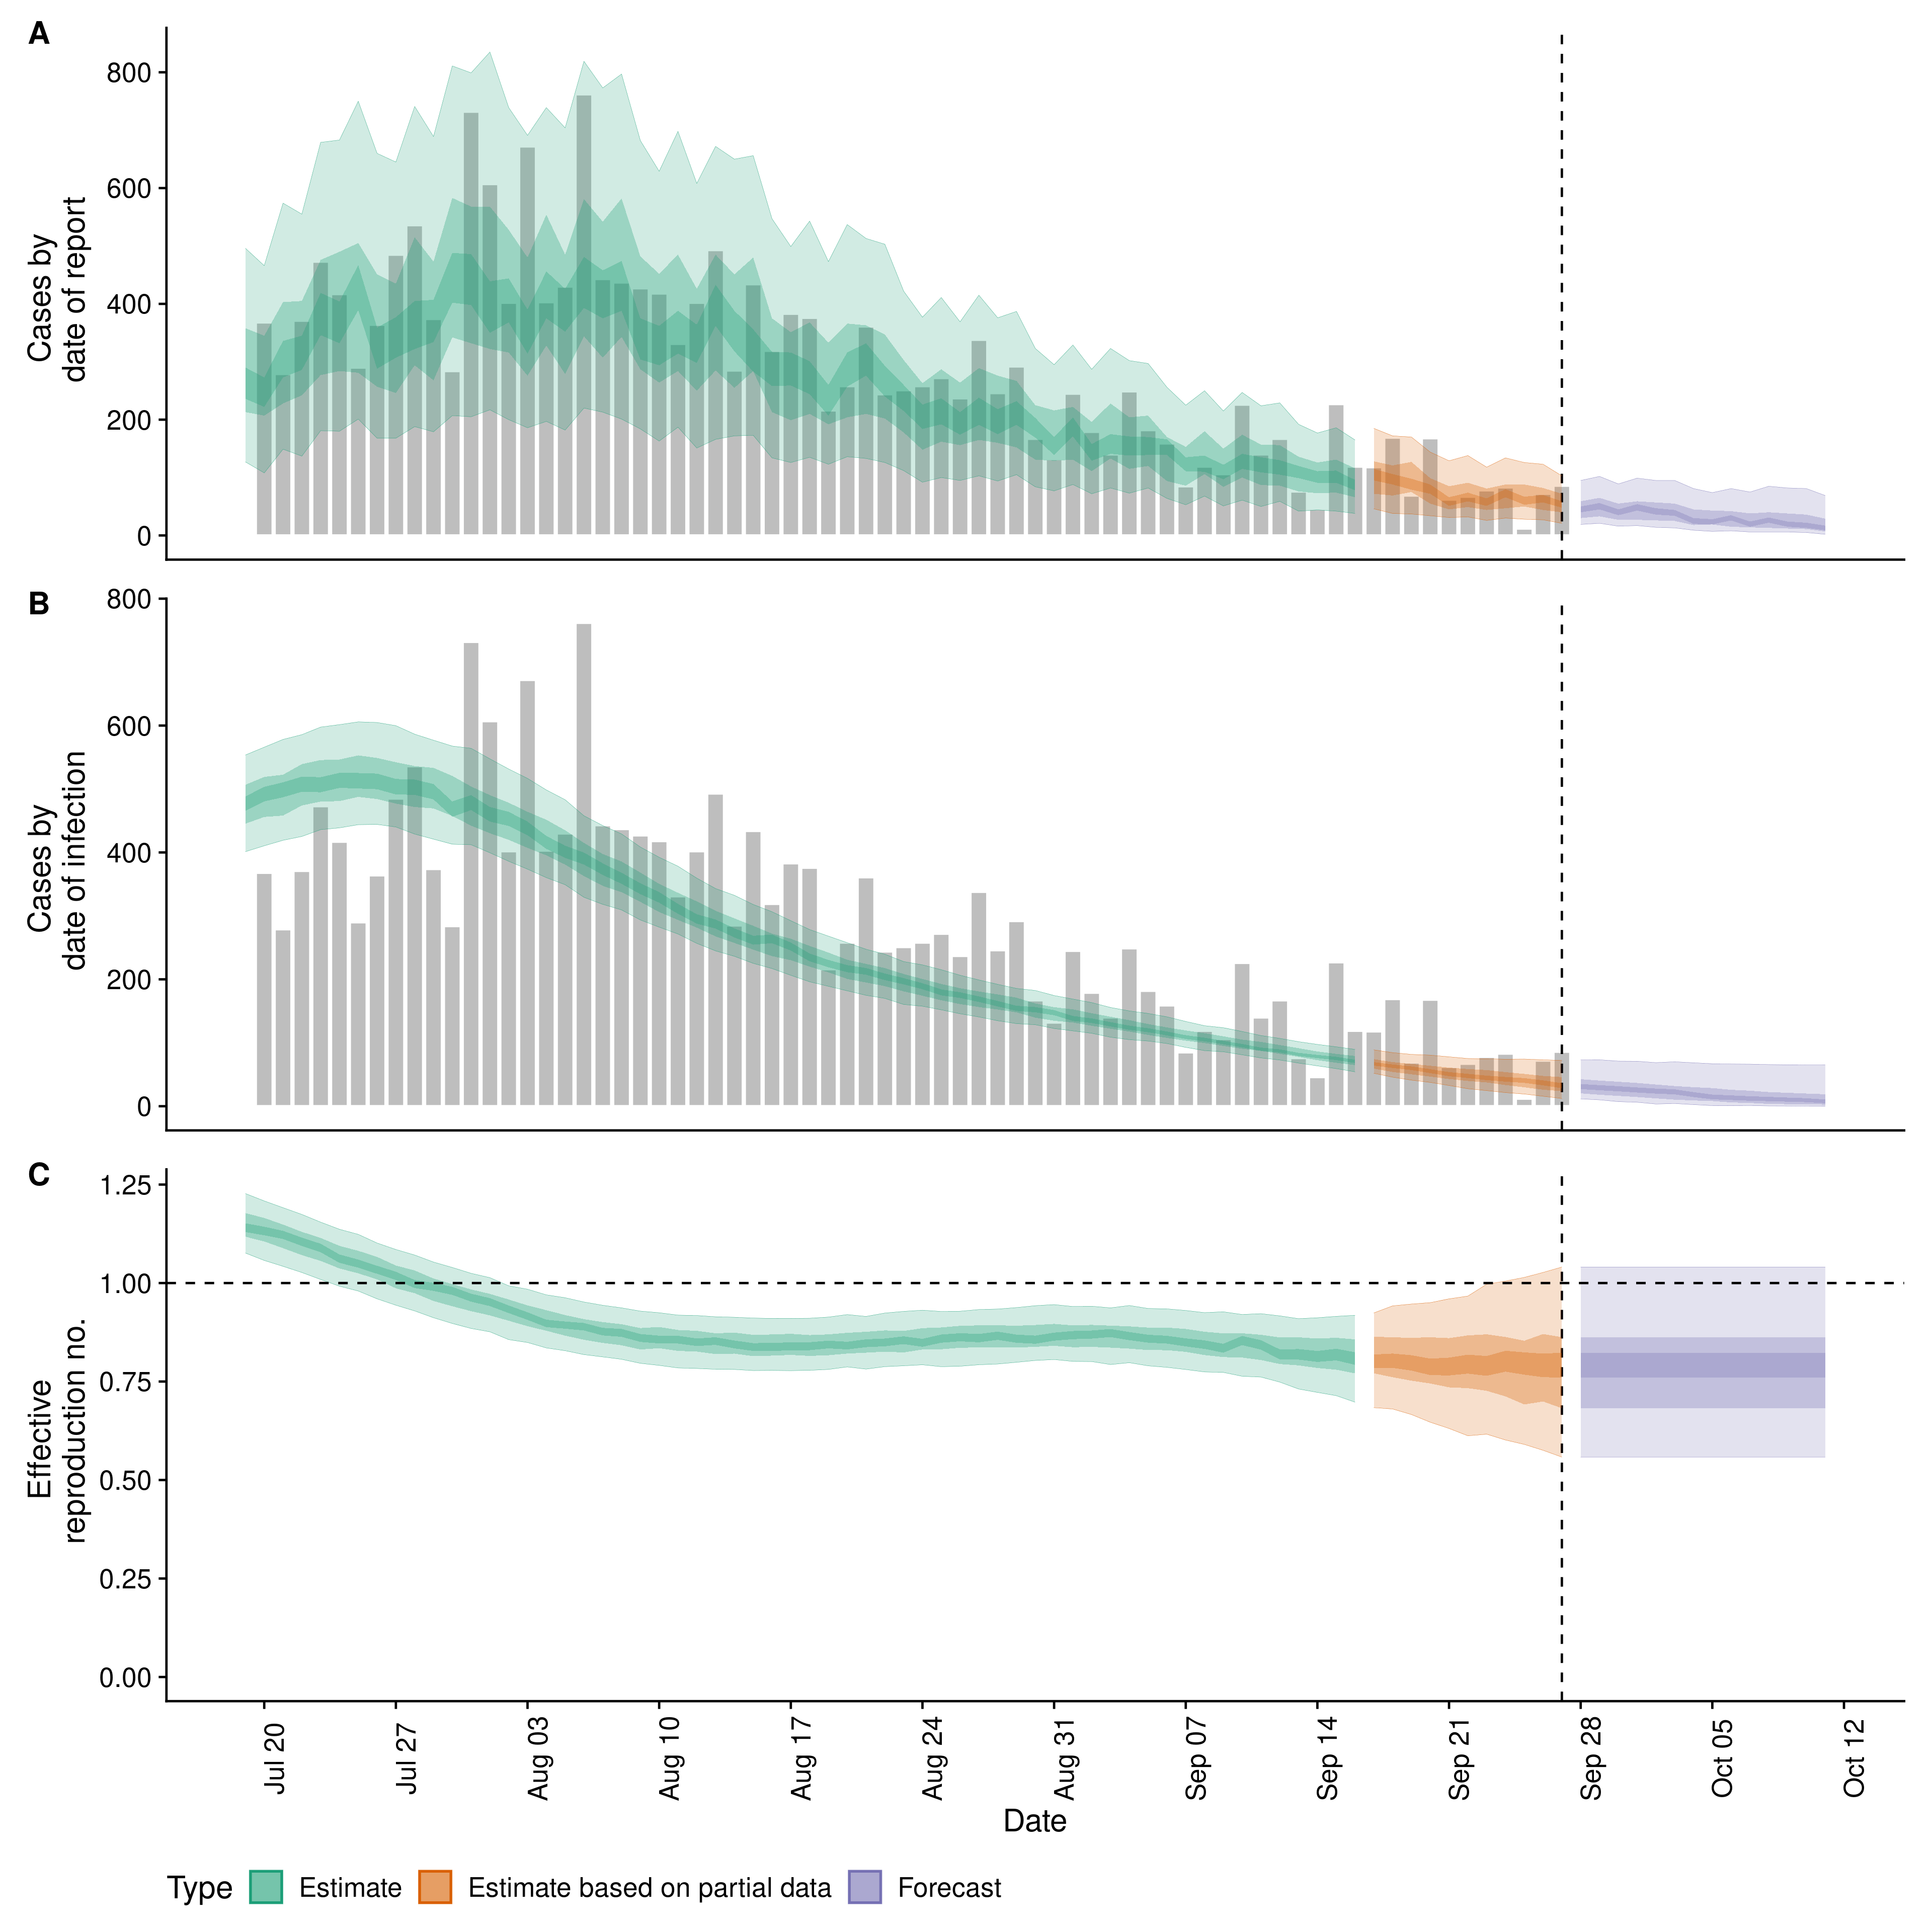 A
800
600
400
200
0
Cases by
date of report
B
800
600
400
200
0
Cases by
date of infection
C
1.25
1.00
0.75
0.50
0.25
0.00
Effective
reproduction no.
Jul 20
Jul 27
Aug 03
Aug 10
Aug 17
Aug 24
Aug 31
Sep 07
Sep 14
Sep 21
Sep 28
Oct 05
Oct 12
Date
Type Estimate Estimate based on partial data Forecast